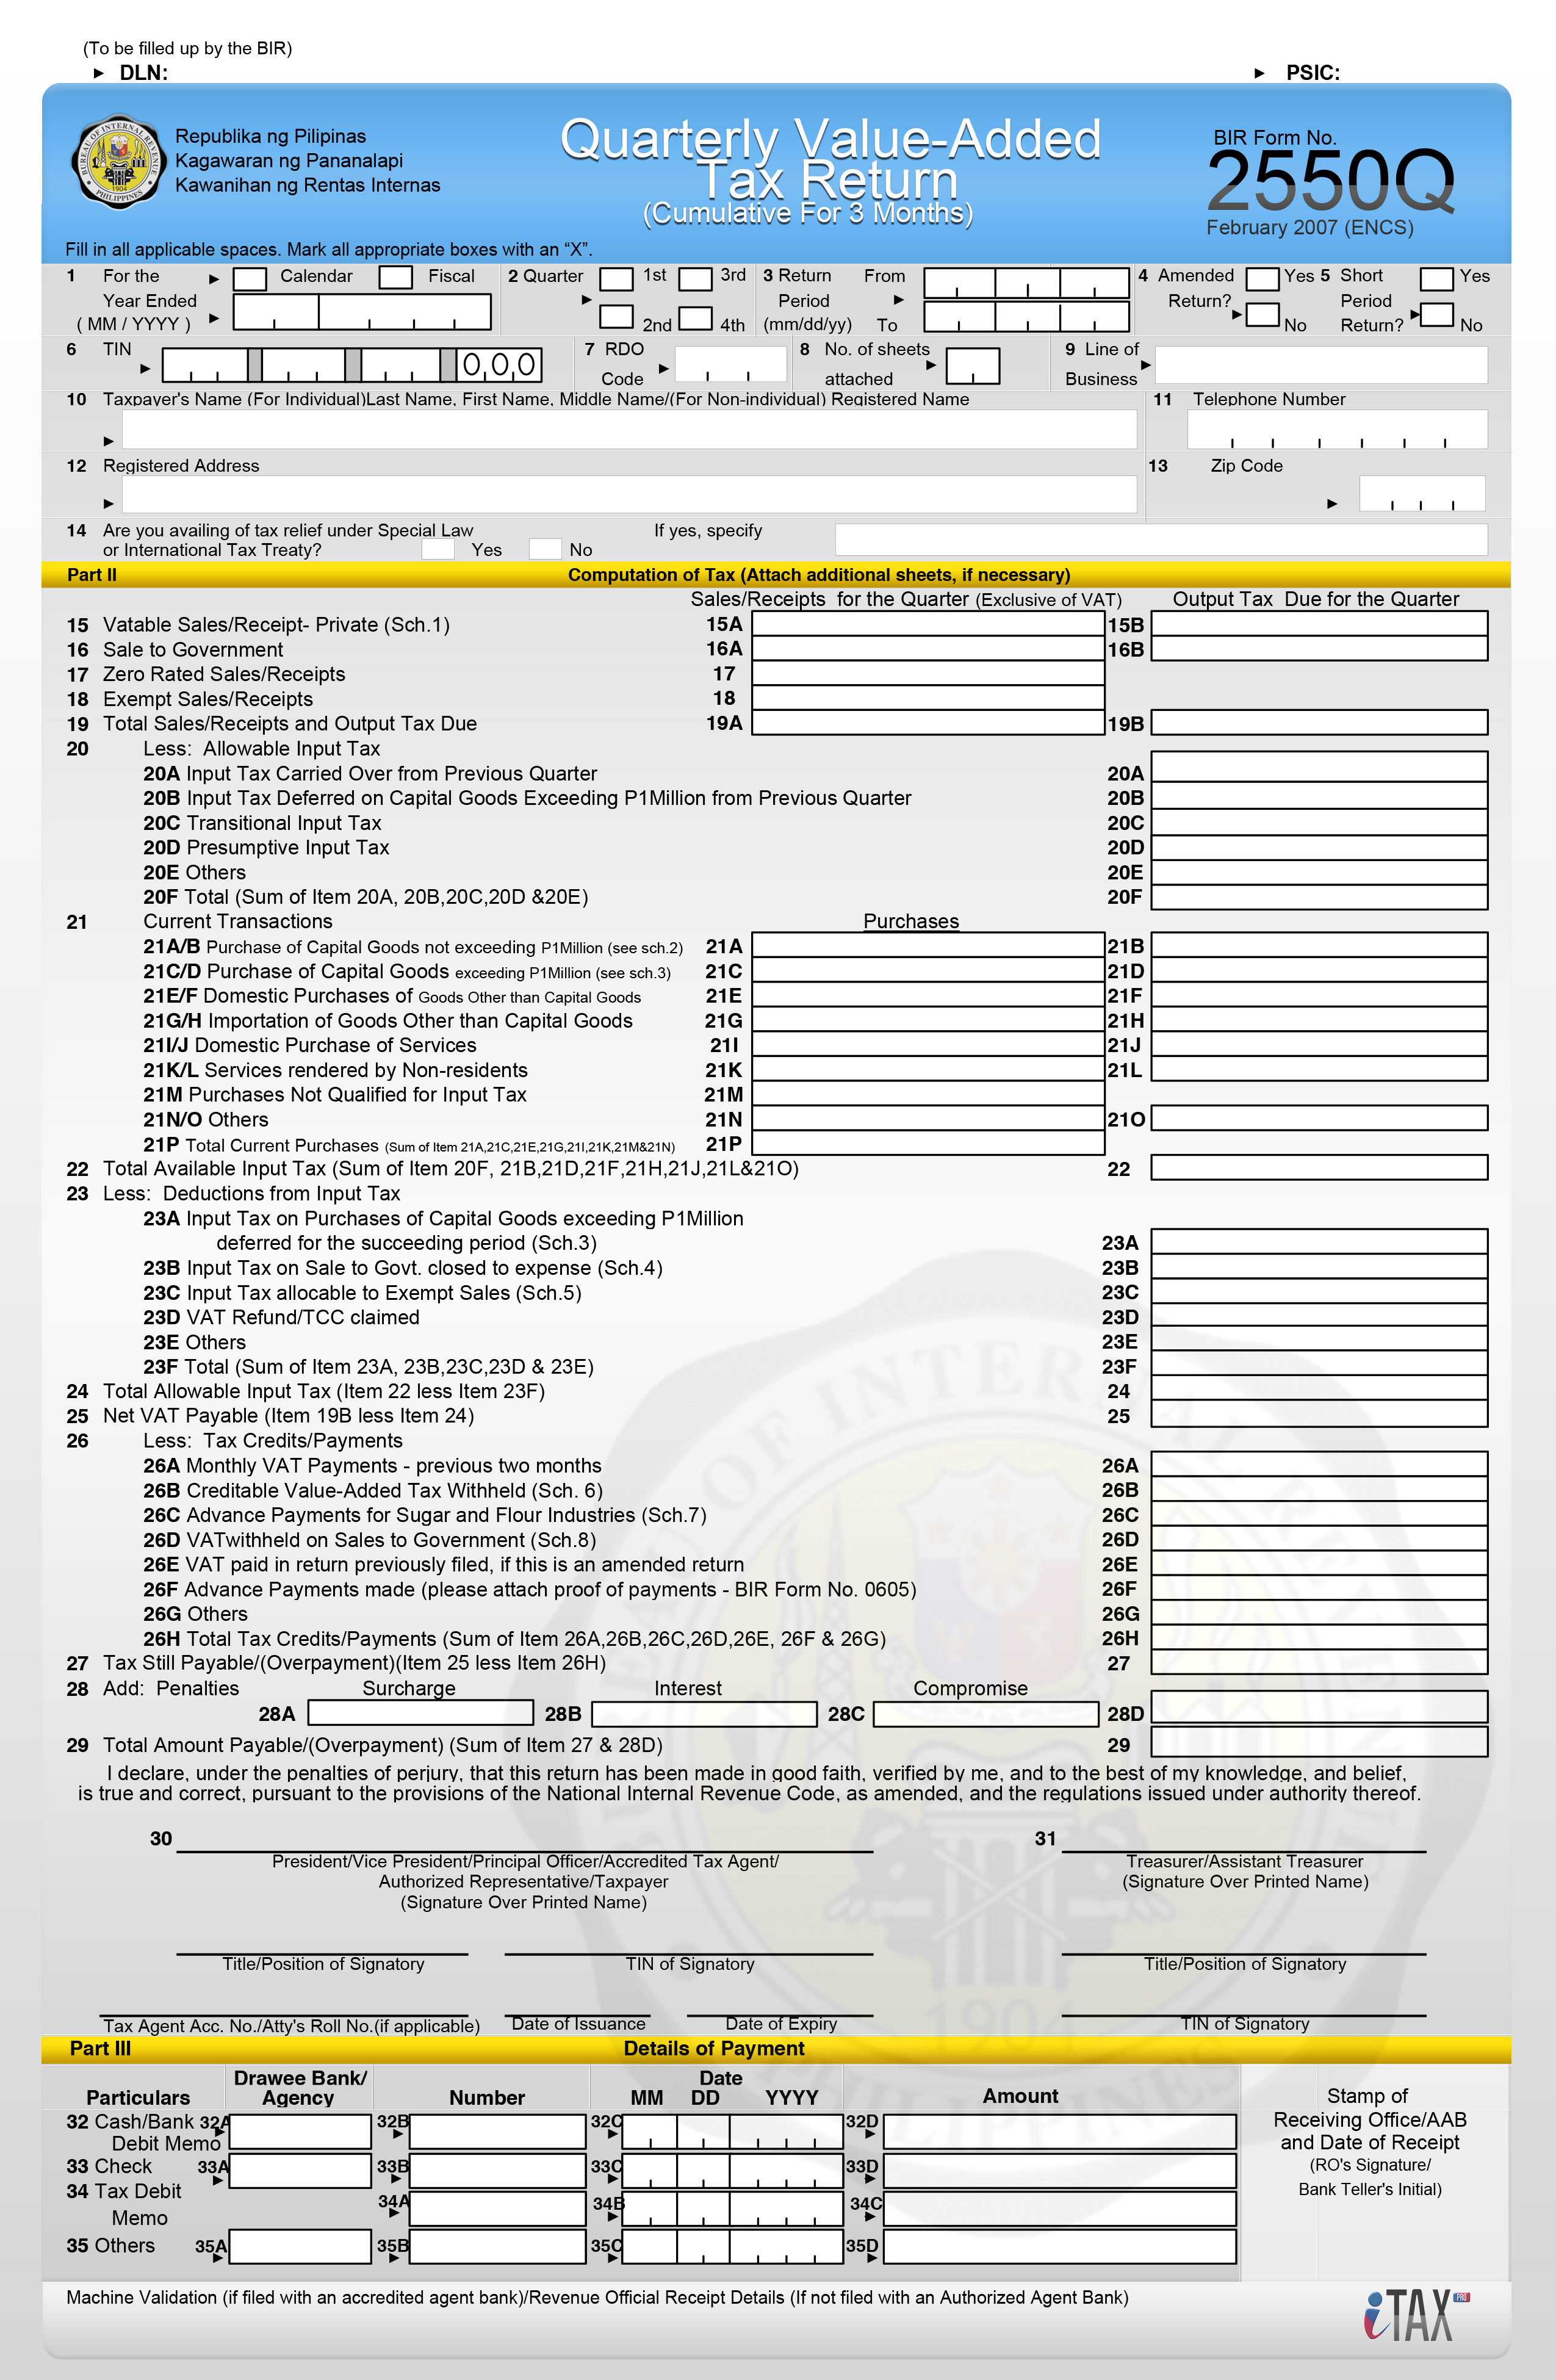 (To be filled up by the BIR)
► DLN:
► PSIC:
BUREAU OF INTERNAL REVENUE
1904
PHILIPPINES
Republika ng Pilipinas
Kagawaran ng Pananalapi
Kawanihan ng Rentas Internas
Quarterly Value-Added
Tax Return
(Cumulative For 3 Months)
BIR Form No.
2550Q
February 2007 (ENCS)
Fill in all applicable spaces. Mark all appropriate boxes with an “X”.
1 For the ► Calendar Fiscal
Year Ended
( MM / YYYY ) ►
2 Quarter 1st 3rd
► 2nd 4th
3 Return From
Period ►
(mm/dd/yy) To
4 Amended Yes
Return? ► No
5 Short Yes
Period
Return? ► No
6 TIN ► 0 0 0
7 RDO
Code ►
8 No. of sheets
attached ►
9 Line of
Business ►
10 Taxpayer's Name (For Individual)Last Name, First Name, Middle Name/(For Non-individual) Registered Name
►
11 Telephone Number
12 Registered Address
►
13 Zip Code
►
14 Are you availing of tax relief under Special Law
or International Tax Treaty? Yes No
If yes, specify
Part II Computation of Tax (Attach additional sheets, if necessary)
Sales/Receipts for the Quarter (Exclusive of VAT) Output Tax Due for the Quarter
15 Vatable Sales/Receipt- Private (Sch.1) 15A 15B
16 Sale to Government 16A 16B
17 Zero Rated Sales/Receipts 17
18 Exempt Sales/Receipts 18
19 Total Sales/Receipts and Output Tax Due 19A 19B
20 Less: Allowable Input Tax
20A Input Tax Carried Over from Previous Quarter 20A
20B Input Tax Deferred on Capital Goods Exceeding P1Million from Previous Quarter 20B
20C Transitional Input Tax 20C
20D Presumptive Input Tax 20D
20E Others 20E
20F Total (Sum of Item 20A, 20B,20C,20D &20E) 20F
21 Current Transactions Purchases
21A/B Purchase of Capital Goods not exceeding P1Million (see sch.2) 21A 21B
21C/D Purchase of Capital Goods exceeding P1Million (see sch.3) 21C 21D
21E/F Domestic Purchases of Goods Other than Capital Goods 21E 21F
21G/H Importation of Goods Other than Capital Goods 21G 21H
21I/J Domestic Purchase of Services 21I 21J
21K/L Services rendered by Non-residents 21K 21L
21M Purchases Not Qualified for Input Tax 21M
21N/O Others 21N 21O
21P Total Current Purchases (Sum of Item 21A,21C,21E,21G,21I,21K,21M&21N) 21P
22 Total Available Input Tax (Sum of Item 20F, 21B,21D,21F,21H,21J,21L&21O) 22
23 Less: Deductions from Input Tax
23A Input Tax on Purchases of Capital Goods exceeding P1Million
deferred for the succeeding period (Sch.3) 23A
23B Input Tax on Sale to Govt. closed to expense (Sch.4) 23B
23C Input Tax allocable to Exempt Sales (Sch.5) 23C
23D VAT Refund/TCC claimed 23D
23E Others 23E
23F Total (Sum of Item 23A, 23B,23C,23D & 23E) 23F
24 Total Allowable Input Tax (Item 22 less Item 23F) 24
25 Net VAT Payable (Item 19B less Item 24) 25
26 Less: Tax Credits/Payments
26A Monthly VAT Payments - previous two months 26A
26B Creditable Value-Added Tax Withheld (Sch. 6) 26B
26C Advance Payments for Sugar and Flour Industries (Sch.7) 26C
26D VATwithheld on Sales to Government (Sch.8) 26D
26E VAT paid in return previously filed, if this is an amended return 26E
26F Advance Payments made (please attach proof of payments - BIR Form No. 0605) 26F
26G Others 26G
26H Total Tax Credits/Payments (Sum of Item 26A,26B,26C,26D,26E, 26F & 26G) 26H
27 Tax Still Payable/(Overpayment)(Item 25 less Item 26H) 27
28 Add: Penalties Surcharge Interest Compromise
28A 28B 28C 28D
29 Total Amount Payable/(Overpayment) (Sum of Item 27 & 28D) 29
I declare, under the penalties of perjury, that this return has been made in good faith, verified by me, and to the best of my knowledge, and belief,
is true and correct, pursuant to the provisions of the National Internal Revenue Code, as amended, and the regulations issued under authority thereof.
30 31
President/Vice President/Principal Officer/Accredited Tax Agent/ Treasurer/Assistant Treasurer
Authorized Representative/Taxpayer (Signature Over Printed Name)
(Signature Over Printed Name)
Title/Position of Signatory TIN of Signatory Title/Position of Signatory
Tax Agent Acc. No./Atty's Roll No.(if applicable) Date of Issuance Date of Expiry TIN of Signatory
BUREAU OF INTERNAL REVENUE
1904
PHILIPPINES
Part III Details of Payment
Particulars Drawee Bank/
Agency Number Date
MM DD YYYY Amount
32 Cash/Bank 32A 32B 32C 32D
Debit Memo
33 Check 33A 33B 33C 33D
34 Tax Debit
Memo 34A 34B 34C
35 Others 35A 35B 35C 35D
Stamp of
Receiving Office/AAB
and Date of Receipt
(RO's Signature/
Bank Teller's Initial)
Machine Validation (if filed with an accredited agent bank)/Revenue Official Receipt Details (If not filed with an Authorized Agent Bank)
iTAX PRO